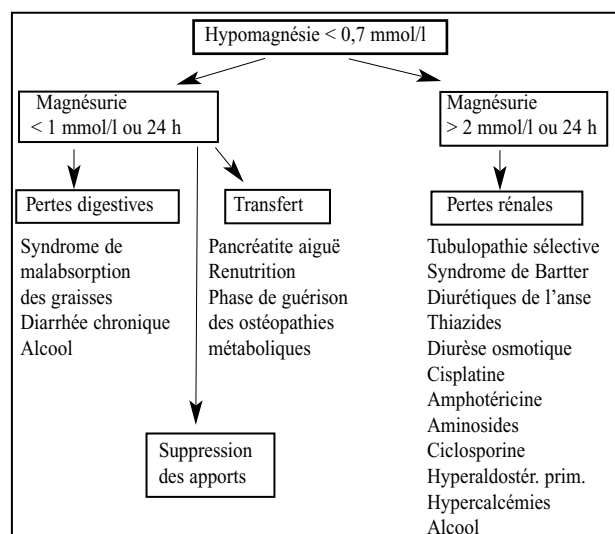 Hypomagnésie < 0,7 mmol/l
Magnésurie
< 1 mmol/l ou 24 h
Magnésurie
> 2 mmol/l ou 24 h
Pertes digestives
Syndrome de
malabsorption
des graisses
Diarrhée chronique
Alcool
Transfert
Pancréatite aiguë
Renutrition
Phase de guérison
des ostéopathies
métaboliques
Suppression
des apports
Pertes rénales
Tubulopathie sélective
Syndrome de Bartter
Diurétiques de l’anse
Thiazides
Diurèse osmotique
Cisplatine
Amphotéricine
Aminosides
Ciclosporine
Hyperaldostér. prim.
Hypercalcémies
Alcool